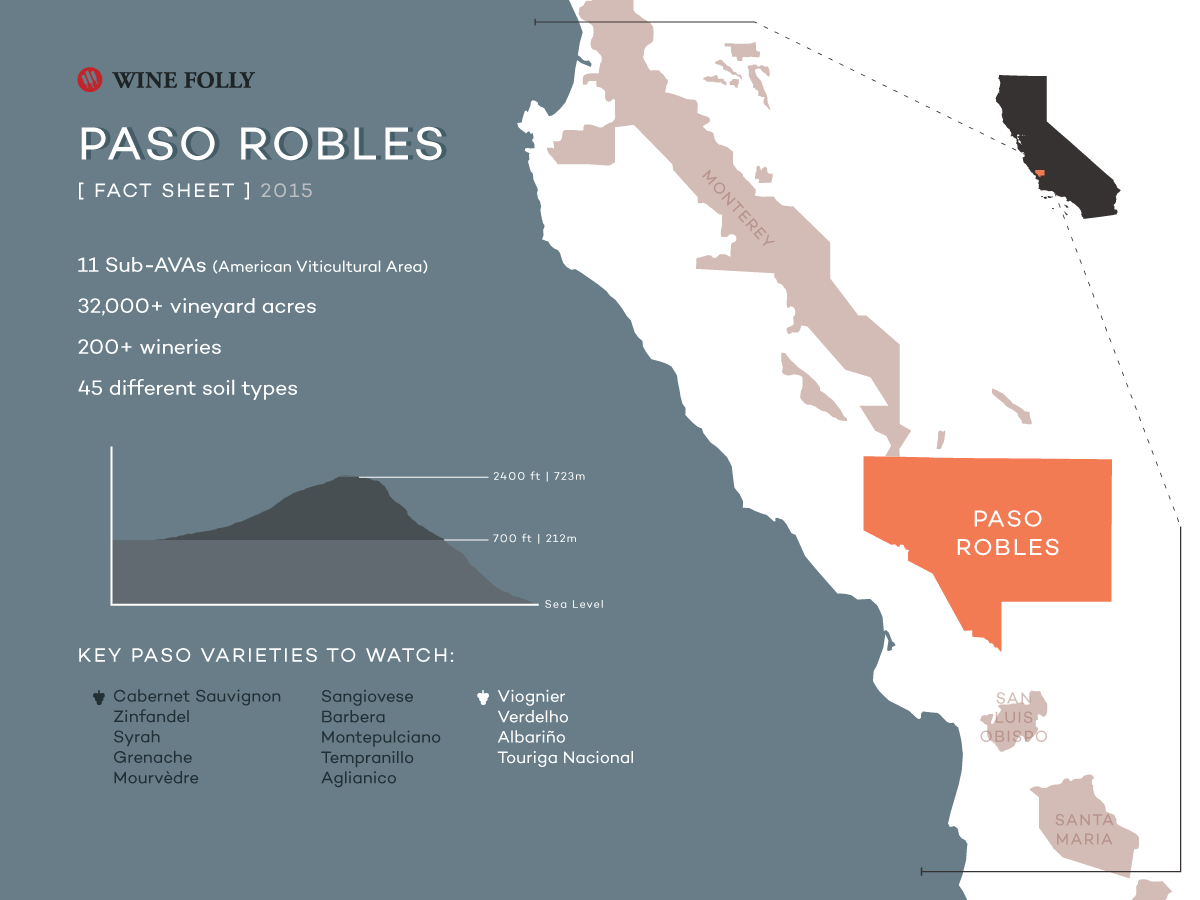 WINE FOLLY
PASO ROBLES
[ FACT SHEET ] 2015
11 Sub-AVAs (American Viticultural Area)
32,000+ vineyard acres
200+ wineries
45 different soil types
2400 ft | 723m
700 ft | 212m
Sea Level
KEY PASO VARIETIES TO WATCH:
Cabernet Sauvignon
Zinfandel
Syrah
Grenache
Mourvèdre
Sangiovese
Barbera
Montepulciano
Tempranillo
Aglianico
Viognier
Verdelho
Albariño
Touriga Nacional
MONTEREY
PASO
ROBLES
SAN
LUIS
OBISPO
SANTA
MARIA